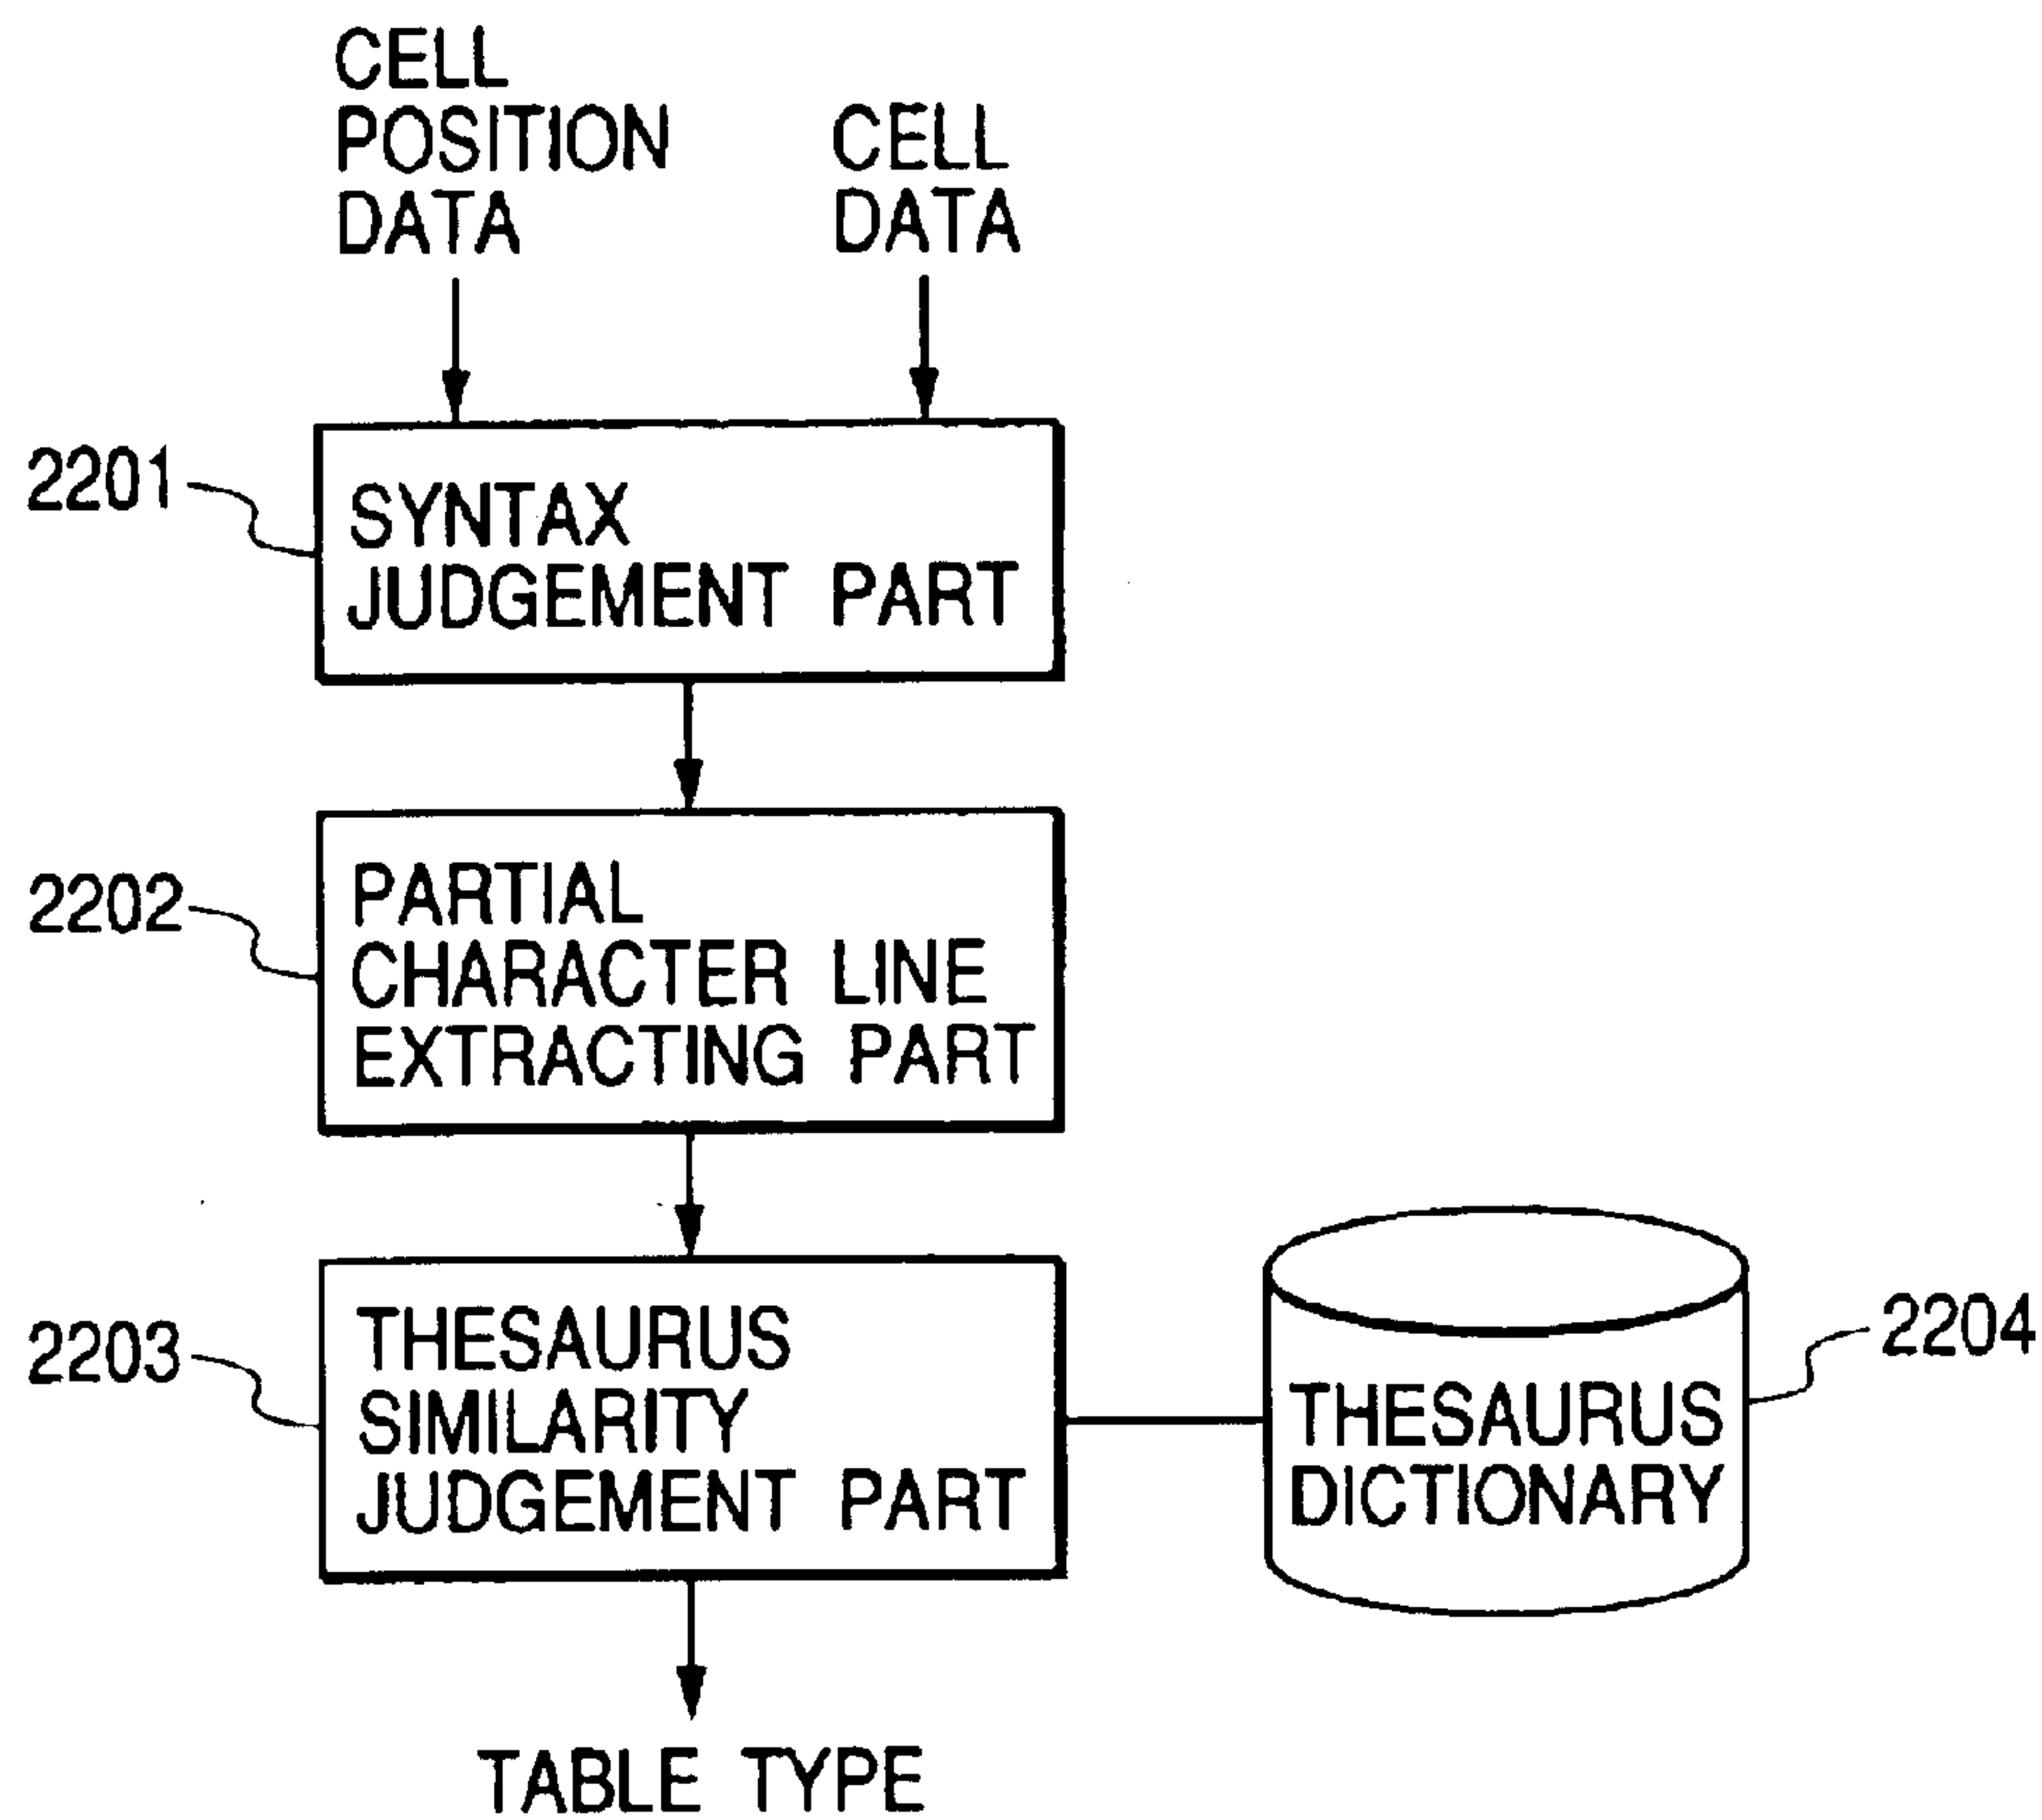 CELL
POSITION
DATA
CELL
DATA
2201
SYNTAX
JUDGEMENT PART
2202
PARTIAL
CHARACTER LINE
EXTRACTING PART
2203
THESAURUS
SIMILARITY
JUDGEMENT PART
2204
THESAURUS
DICTIONARY
TABLE TYPE